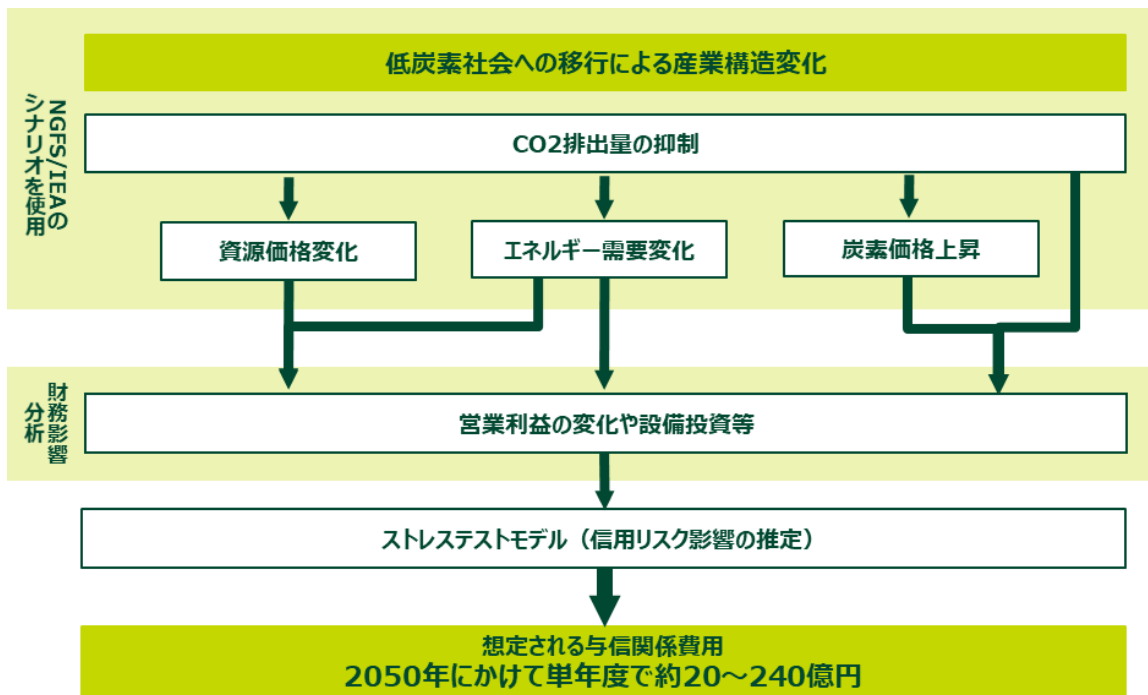 低炭素社会への移行による産業構造変化
NGFS/IEAの
シナリオを使用
CO2排出量の抑制
資源価格変化
エネルギー需要変化
炭素価格上昇
財務影響
分析
営業利益の変化や設備投資等
ストレステストモデル（信用リスク影響の推定）
想定される与信関係費用
2050年にかけて単年度で約20～240億円